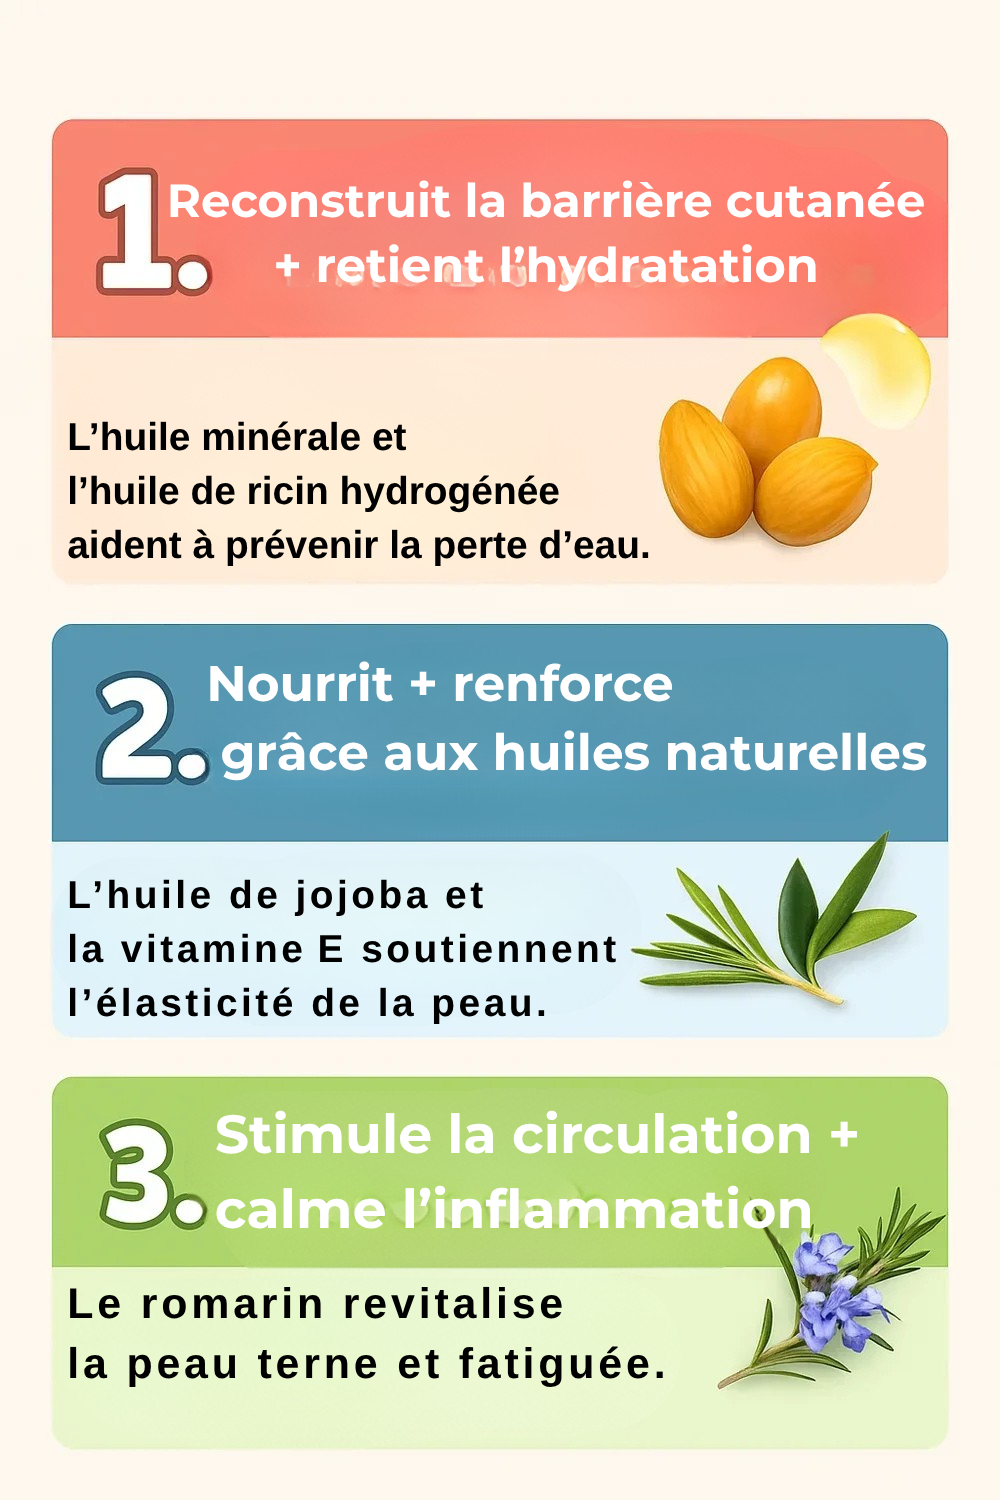 1. Reconstruit la barrière cutanée
+ retient l’hydratation
L’huile minérale et
l’huile de ricin hydrogénée
aident à prévenir la perte d’eau.
2. Nourrit + renforce
grâce aux huiles naturelles
L’huile de jojoba et
la vitamine E soutiennent
l’élasticité de la peau.
3. Stimule la circulation +
calme l’inflammation
Le romarin revitalise
la peau terne et fatiguée.